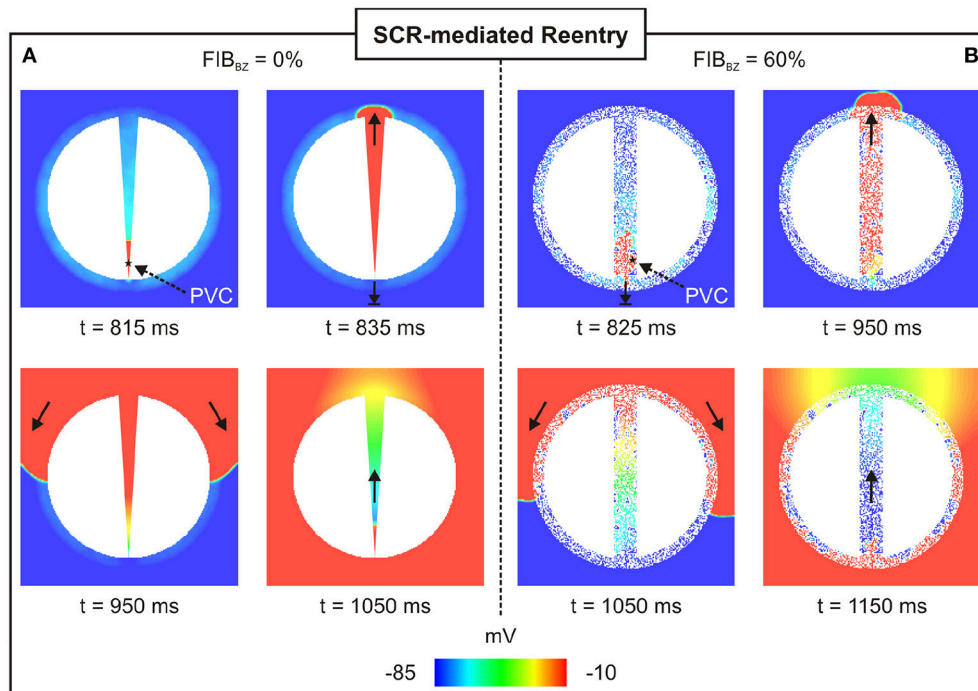 SCR-mediated Reentry
A
FIB_BZ = 0%
FIB_BZ = 60%
B
PVC
PVC
t = 815 ms
t = 835 ms
t = 825 ms
t = 950 ms
t = 950 ms
t = 1050 ms
t = 1050 ms
t = 1150 ms
mV
-85
-10